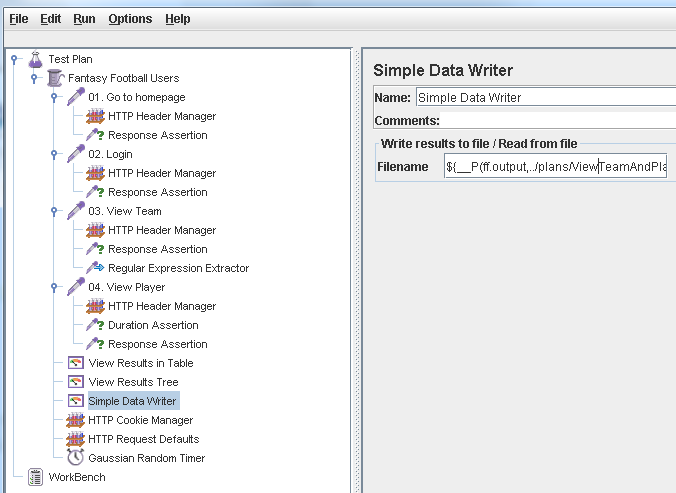 File Edit Run Options Help
Test Plan
Fantasy Football Users
01. Go to homepage
HTTP Header Manager
Response Assertion
02. Login
HTTP Header Manager
Response Assertion
03. View Team
HTTP Header Manager
Response Assertion
Regular Expression Extractor
04. View Player
HTTP Header Manager
Duration Assertion
Response Assertion
View Results in Table
View Results Tree
Simple Data Writer
HTTP Cookie Manager
HTTP Request Defaults
Gaussian Random Timer
WorkBench
Simple Data Writer
Name: Simple Data Writer
Comments:
Write results to file / Read from file
Filename ${__P(ff.output,../plans/ViewTeamAndPla